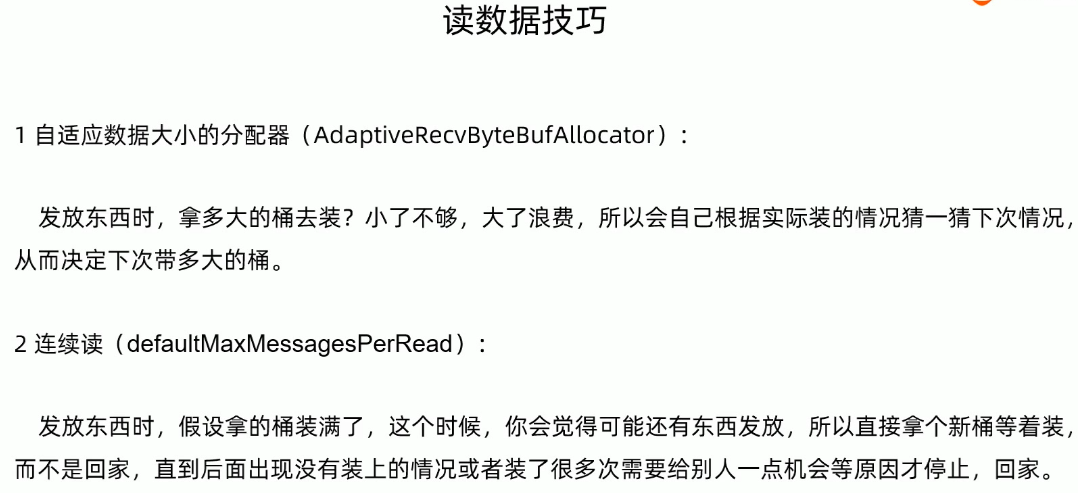 读数据技巧
1 自适应数据大小的分配器（AdaptiveRecvByteBufAllocator）：
发放东西时，拿多大的桶去装？小了不够，大了浪费，所以会自己根据实际装的情况猜一猜下次情况，
从而决定下次带多大的桶。
2 连续读（defaultMaxMessagesPerRead）：
发放东西时，假设拿的桶装满了，这个时候，你会觉得可能还有东西发放，所以直接拿个新桶等着装，
而不是回家，直到后面出现没有装上的情况或者装了很多次需要给别人一点机会等原因才停止，回家。